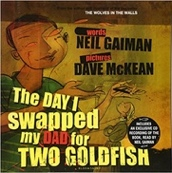 THE WOLVES IN THE WALLS
words
NEIL GAIMAN
pictures
DAVE McKEAN
The DAY I
swapped
my DAD for
TWO GOLDFISH
INCLUDES
AN EXCLUSIVE CD
RECORDING OF THE
BOOK, READ BY
NEIL GAIMAN